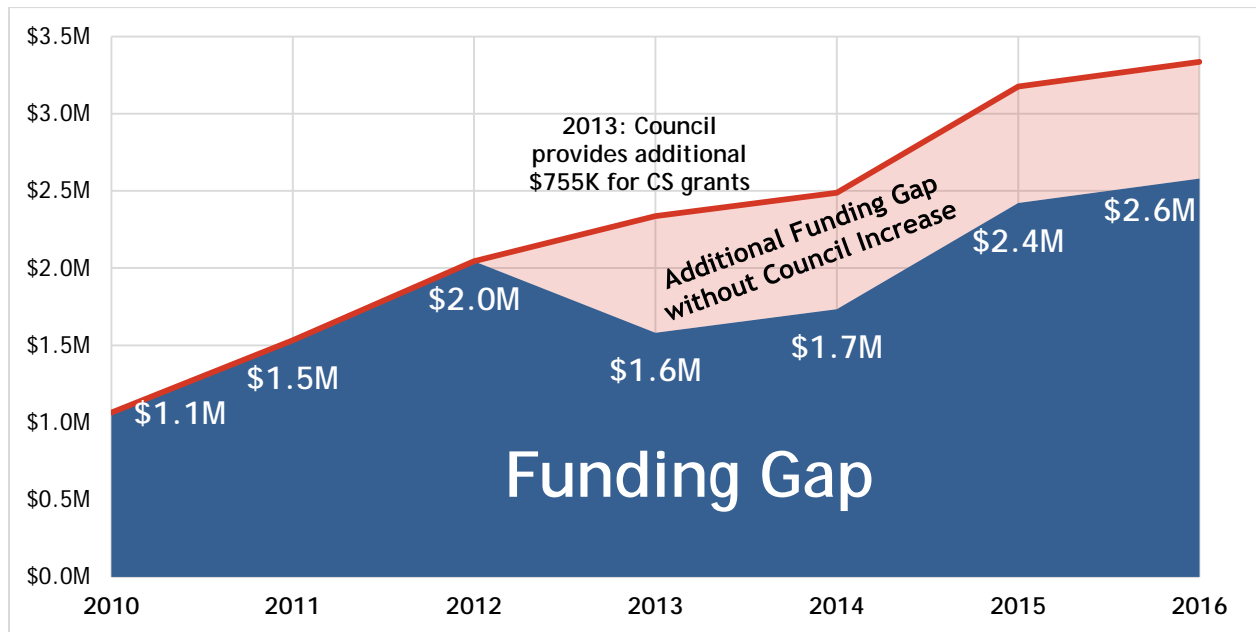 $3.5M
$3.0M
$2.5M
$2.0M
$1.5M
$1.0M
$0.5M
$0.0M
2013: Council
provides additional
$755K for CS grants
Additional Funding Gap
without Council Increase
$1.1M
$1.5M
$2.0M
$1.6M
$1.7M
$2.4M
$2.6M
Funding Gap
2010
2011
2012
2013
2014
2015
2016